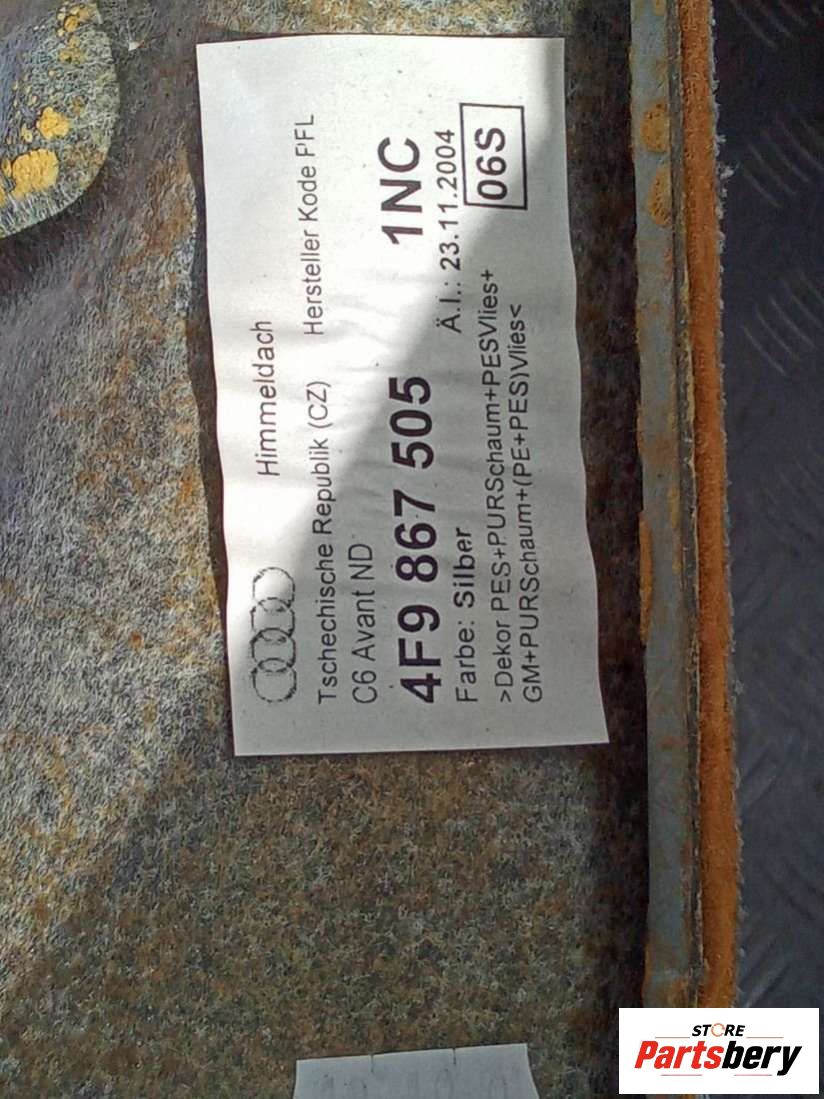 Himmeldach
Tschechische Republik (CZ) Hersteller Kode PFL
C6 Avant ND
4F9 867 505 1NC
Farbe: Silber Ä.I.: 23.11.2004
>Dekor PES+PURSchaum+PESVlies+ 06S
GM+PURSchaum+(PE+PES)Vlies<
STORE
Partsbery